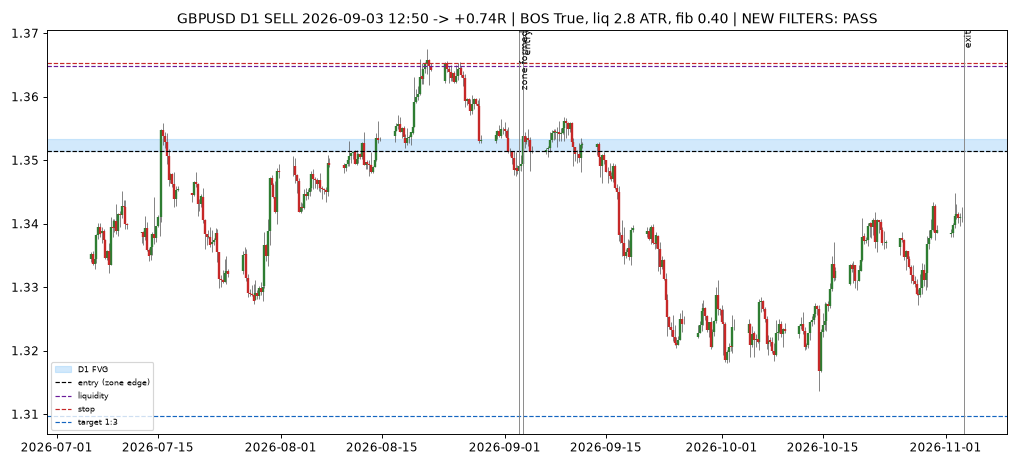 GBPUSD D1 SELL 2026-09-03 12:50 -> +0.74R | BOS True, liq 2.8 ATR, fib 0.40 | NEW FILTERS: PASS
1.37
1.36
1.35
1.34
1.33
1.32
1.31
zone formed
entry
exit
D1 FVG
entry (zone edge)
liquidity
stop
target 1:3
2026-07-01
2026-07-15
2026-08-01
2026-08-15
2026-09-01
2026-09-15
2026-10-01
2026-10-15
2026-11-01